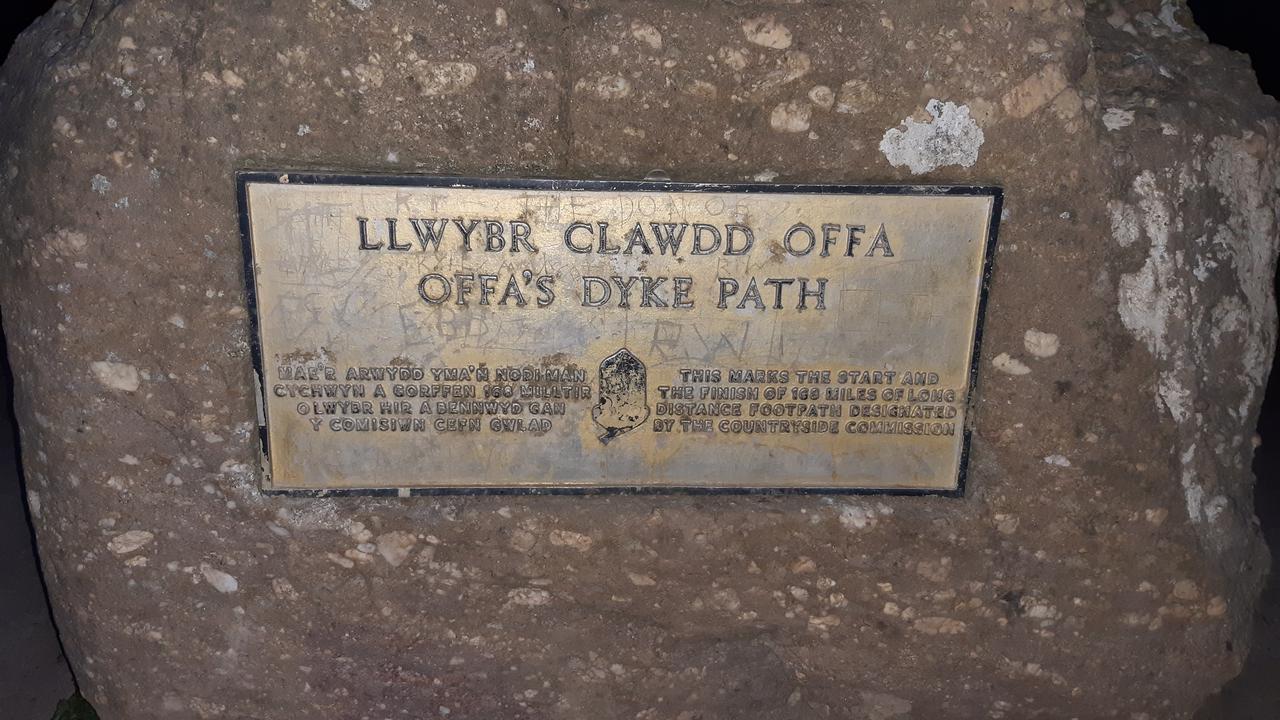 LLWYBR CLAWDD OFFA
OFFA'S DYKE PATH
MAE'R ARWYDD YMA'N NODI MAN
CYCHWYN A GORFFEN 168 MILLTIR
O LWYBR HIR A BENNWYD GAN
Y COMISIWN CEFN GWLAD
THIS MARKS THE START AND
THE FINISH OF 168 MILES OF LONG
DISTANCE FOOTPATH DESIGNATED
BY THE COUNTRYSIDE COMMISSION